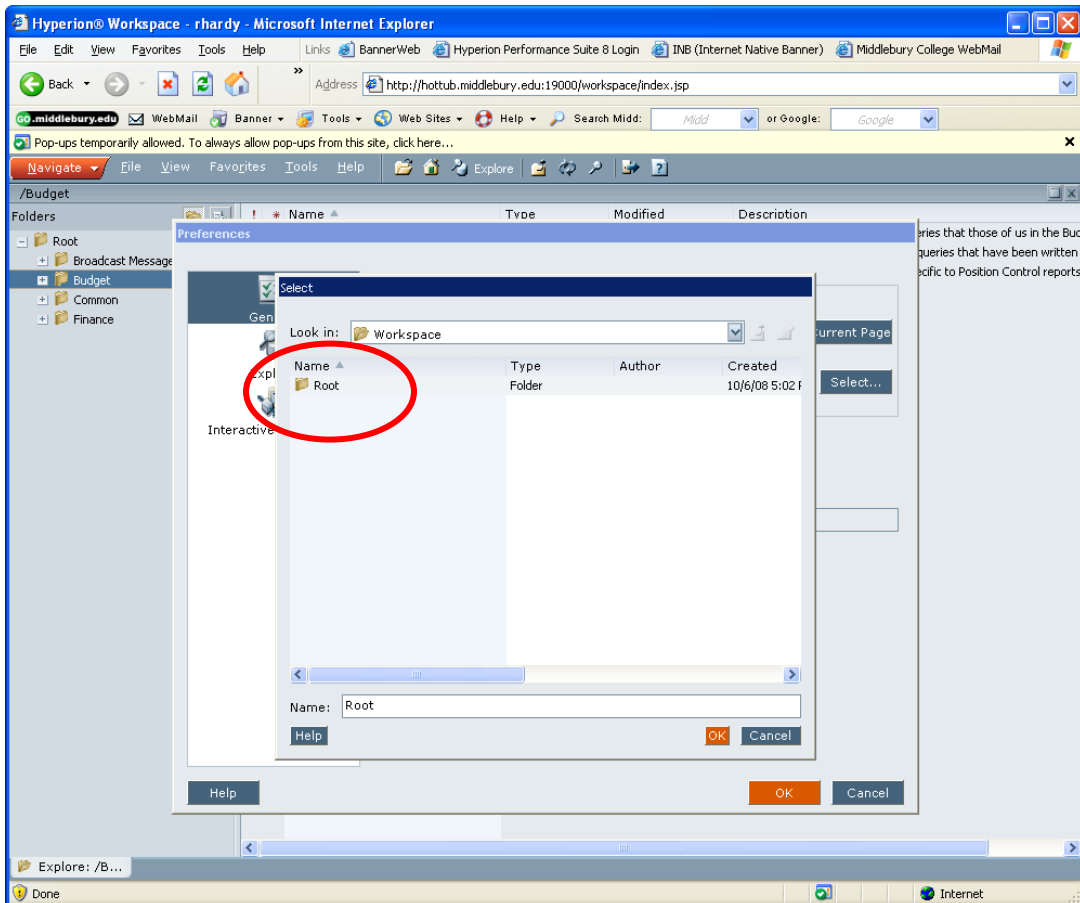 Hyperion® Workspace - rhardy - Microsoft Internet Explorer
File Edit View Favorites Tools Help Links BannerWeb Hyperion Performance Suite 8 Login INB (Internet Native Banner) Middlebury College WebMail
Back » Address http://hottub.middlebury.edu:19000/workspace/index.jsp
GO.middlebury.edu WebMail Banner Tools Web Sites Help Search Midd: Midd or Google: Google
Pop-ups temporarily allowed. To always allow pop-ups from this site, click here... x
Navigate File View Favorites Tools Help Explore
/Budget
Folders ! * Name Type Modified Description
Preferences
Root
Broadcast Message
Budget
Common
Finance
eries that those of us in the Bud
queries that have been written
ecific to Position Control reports
Gen
Expl
Interactive
Select
Look in: Workspace
Current Page
Name Type Author Created
Root Folder 10/6/08 5:02 P
Select...
Name: Root
Help OK Cancel
Help OK Cancel
Explore: /B...
Done Internet